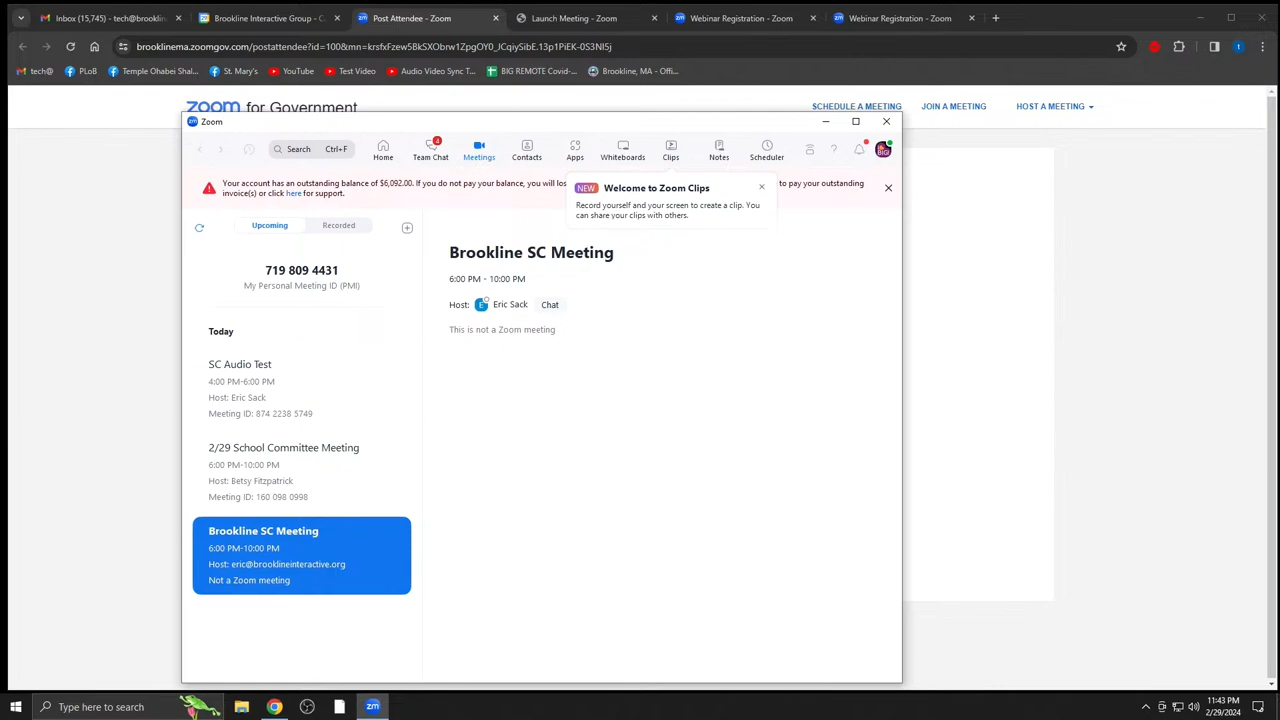 Inbox (15,745) - tech@brooklin
Brookline Interactive Group - C
Post Attendee - Zoom
Launch Meeting - Zoom
Webinar Registration - Zoom
Webinar Registration - Zoom
brooklinema.zoomgov.com/postattendee?id=100&mn=krsfxFzew5BkSXObrw1ZpgOY0_JCqiySibE.13p1PiEK-0S3NI5j
tech@
PLoB
Temple Ohabei Shal...
St. Mary's
YouTube
Test Video
Audio Video Sync T...
BIG REMOTE Covid-...
Brookline, MA - Offi...
zoom for Government
SCHEDULE A MEETING
JOIN A MEETING
HOST A MEETING
Zoom
Search Ctrl+F
Home
4
Team Chat
Meetings
Contacts
Apps
Whiteboards
Clips
Notes
Scheduler
Your account has an outstanding balance of $6,092.00. If you do not pay your balance, you will los
to pay your outstanding
invoice(s) or click here for support.
NEW Welcome to Zoom Clips
Record yourself and your screen to create a clip. You
can share your clips with others.
Upcoming
Recorded
719 809 4431
My Personal Meeting ID (PMI)
Today
SC Audio Test
4:00 PM-6:00 PM
Host: Eric Sack
Meeting ID: 874 2238 5749
2/29 School Committee Meeting
6:00 PM-10:00 PM
Host: Betsy Fitzpatrick
Meeting ID: 160 098 0998
Brookline SC Meeting
6:00 PM-10:00 PM
Host: eric@brooklineinteractive.org
Not a Zoom meeting
Brookline SC Meeting
6:00 PM - 10:00 PM
Host: E Eric Sack Chat
This is not a Zoom meeting
Type here to search
zm
11:43 PM
2/29/2024